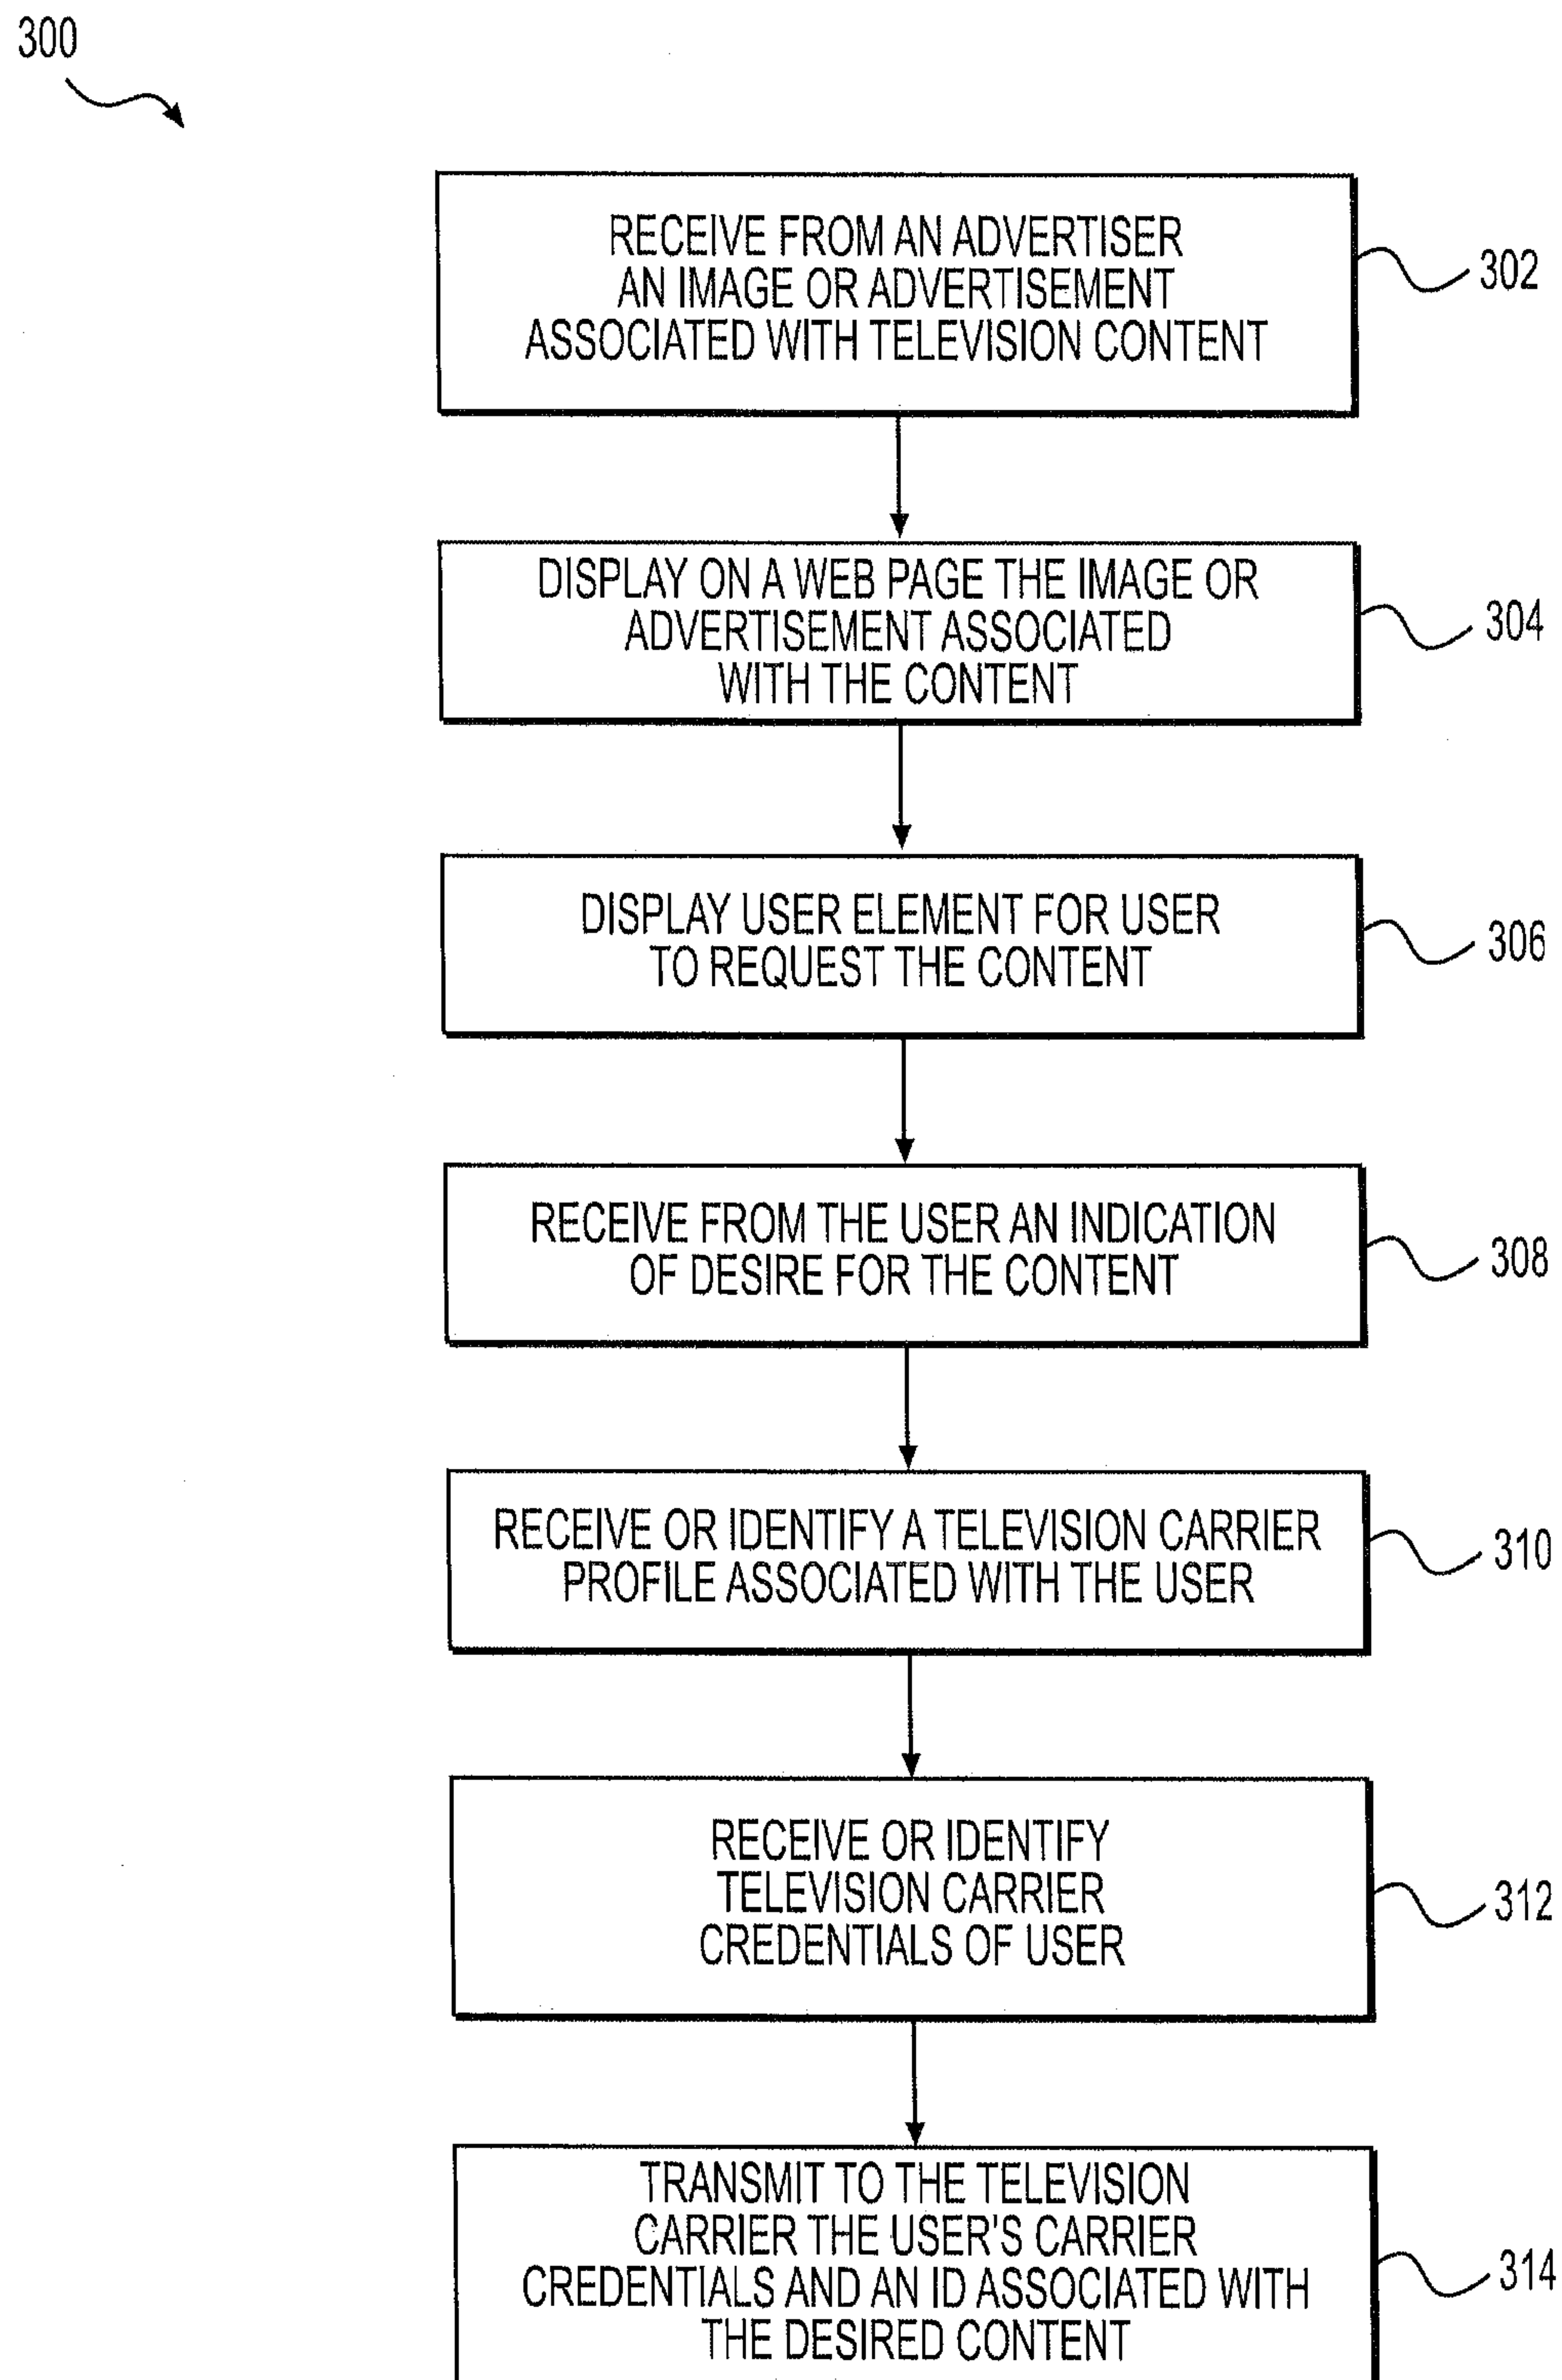 300
RECEIVE FROM AN ADVERTISER
AN IMAGE OR ADVERTISEMENT
ASSOCIATED WITH TELEVISION CONTENT
302
DISPLAY ON A WEB PAGE THE IMAGE OR
ADVERTISEMENT ASSOCIATED
WITH THE CONTENT
304
DISPLAY USER ELEMENT FOR USER
TO REQUEST THE CONTENT
306
RECEIVE FROM THE USER AN INDICATION
OF DESIRE FOR THE CONTENT
308
RECEIVE OR IDENTIFY A TELEVISION CARRIER
PROFILE ASSOCIATED WITH THE USER
310
RECEIVE OR IDENTIFY
TELEVISION CARRIER
CREDENTIALS OF USER
312
TRANSMIT TO THE TELEVISION
CARRIER THE USER'S CARRIER
CREDENTIALS AND AN ID ASSOCIATED WITH
THE DESIRED CONTENT
314